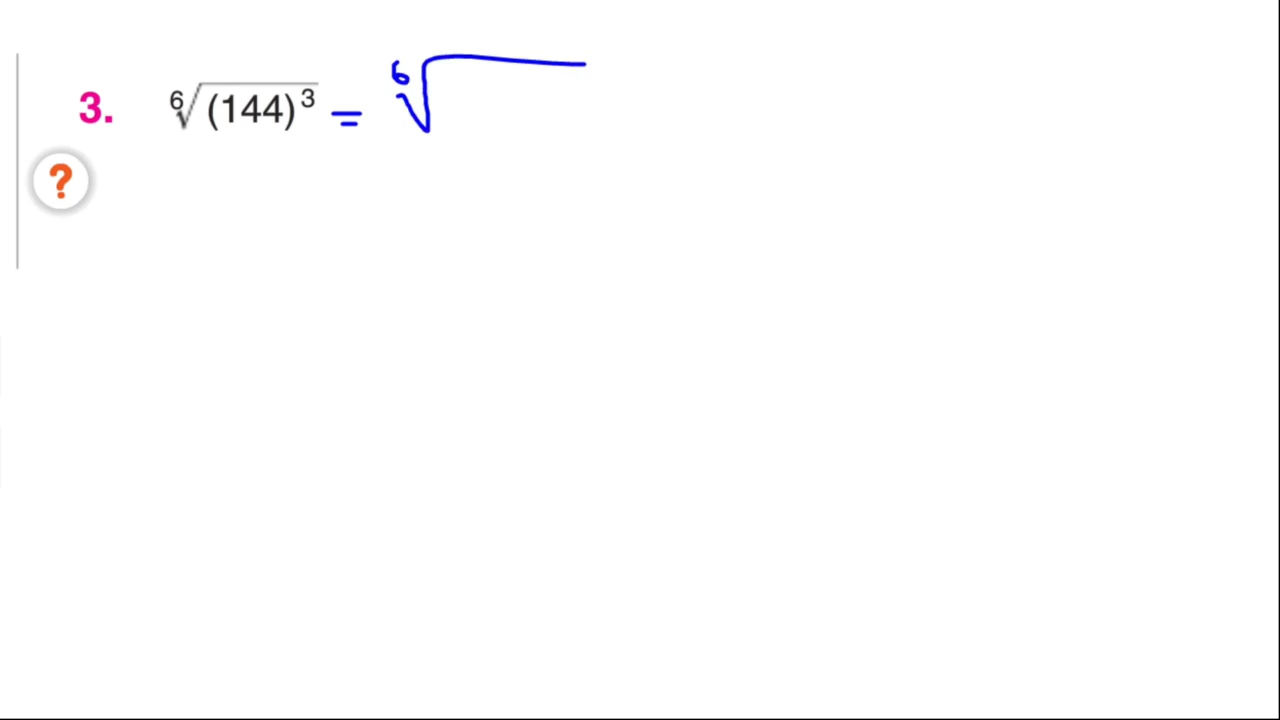 3. ⁶√(144)³ = ⁶√
?